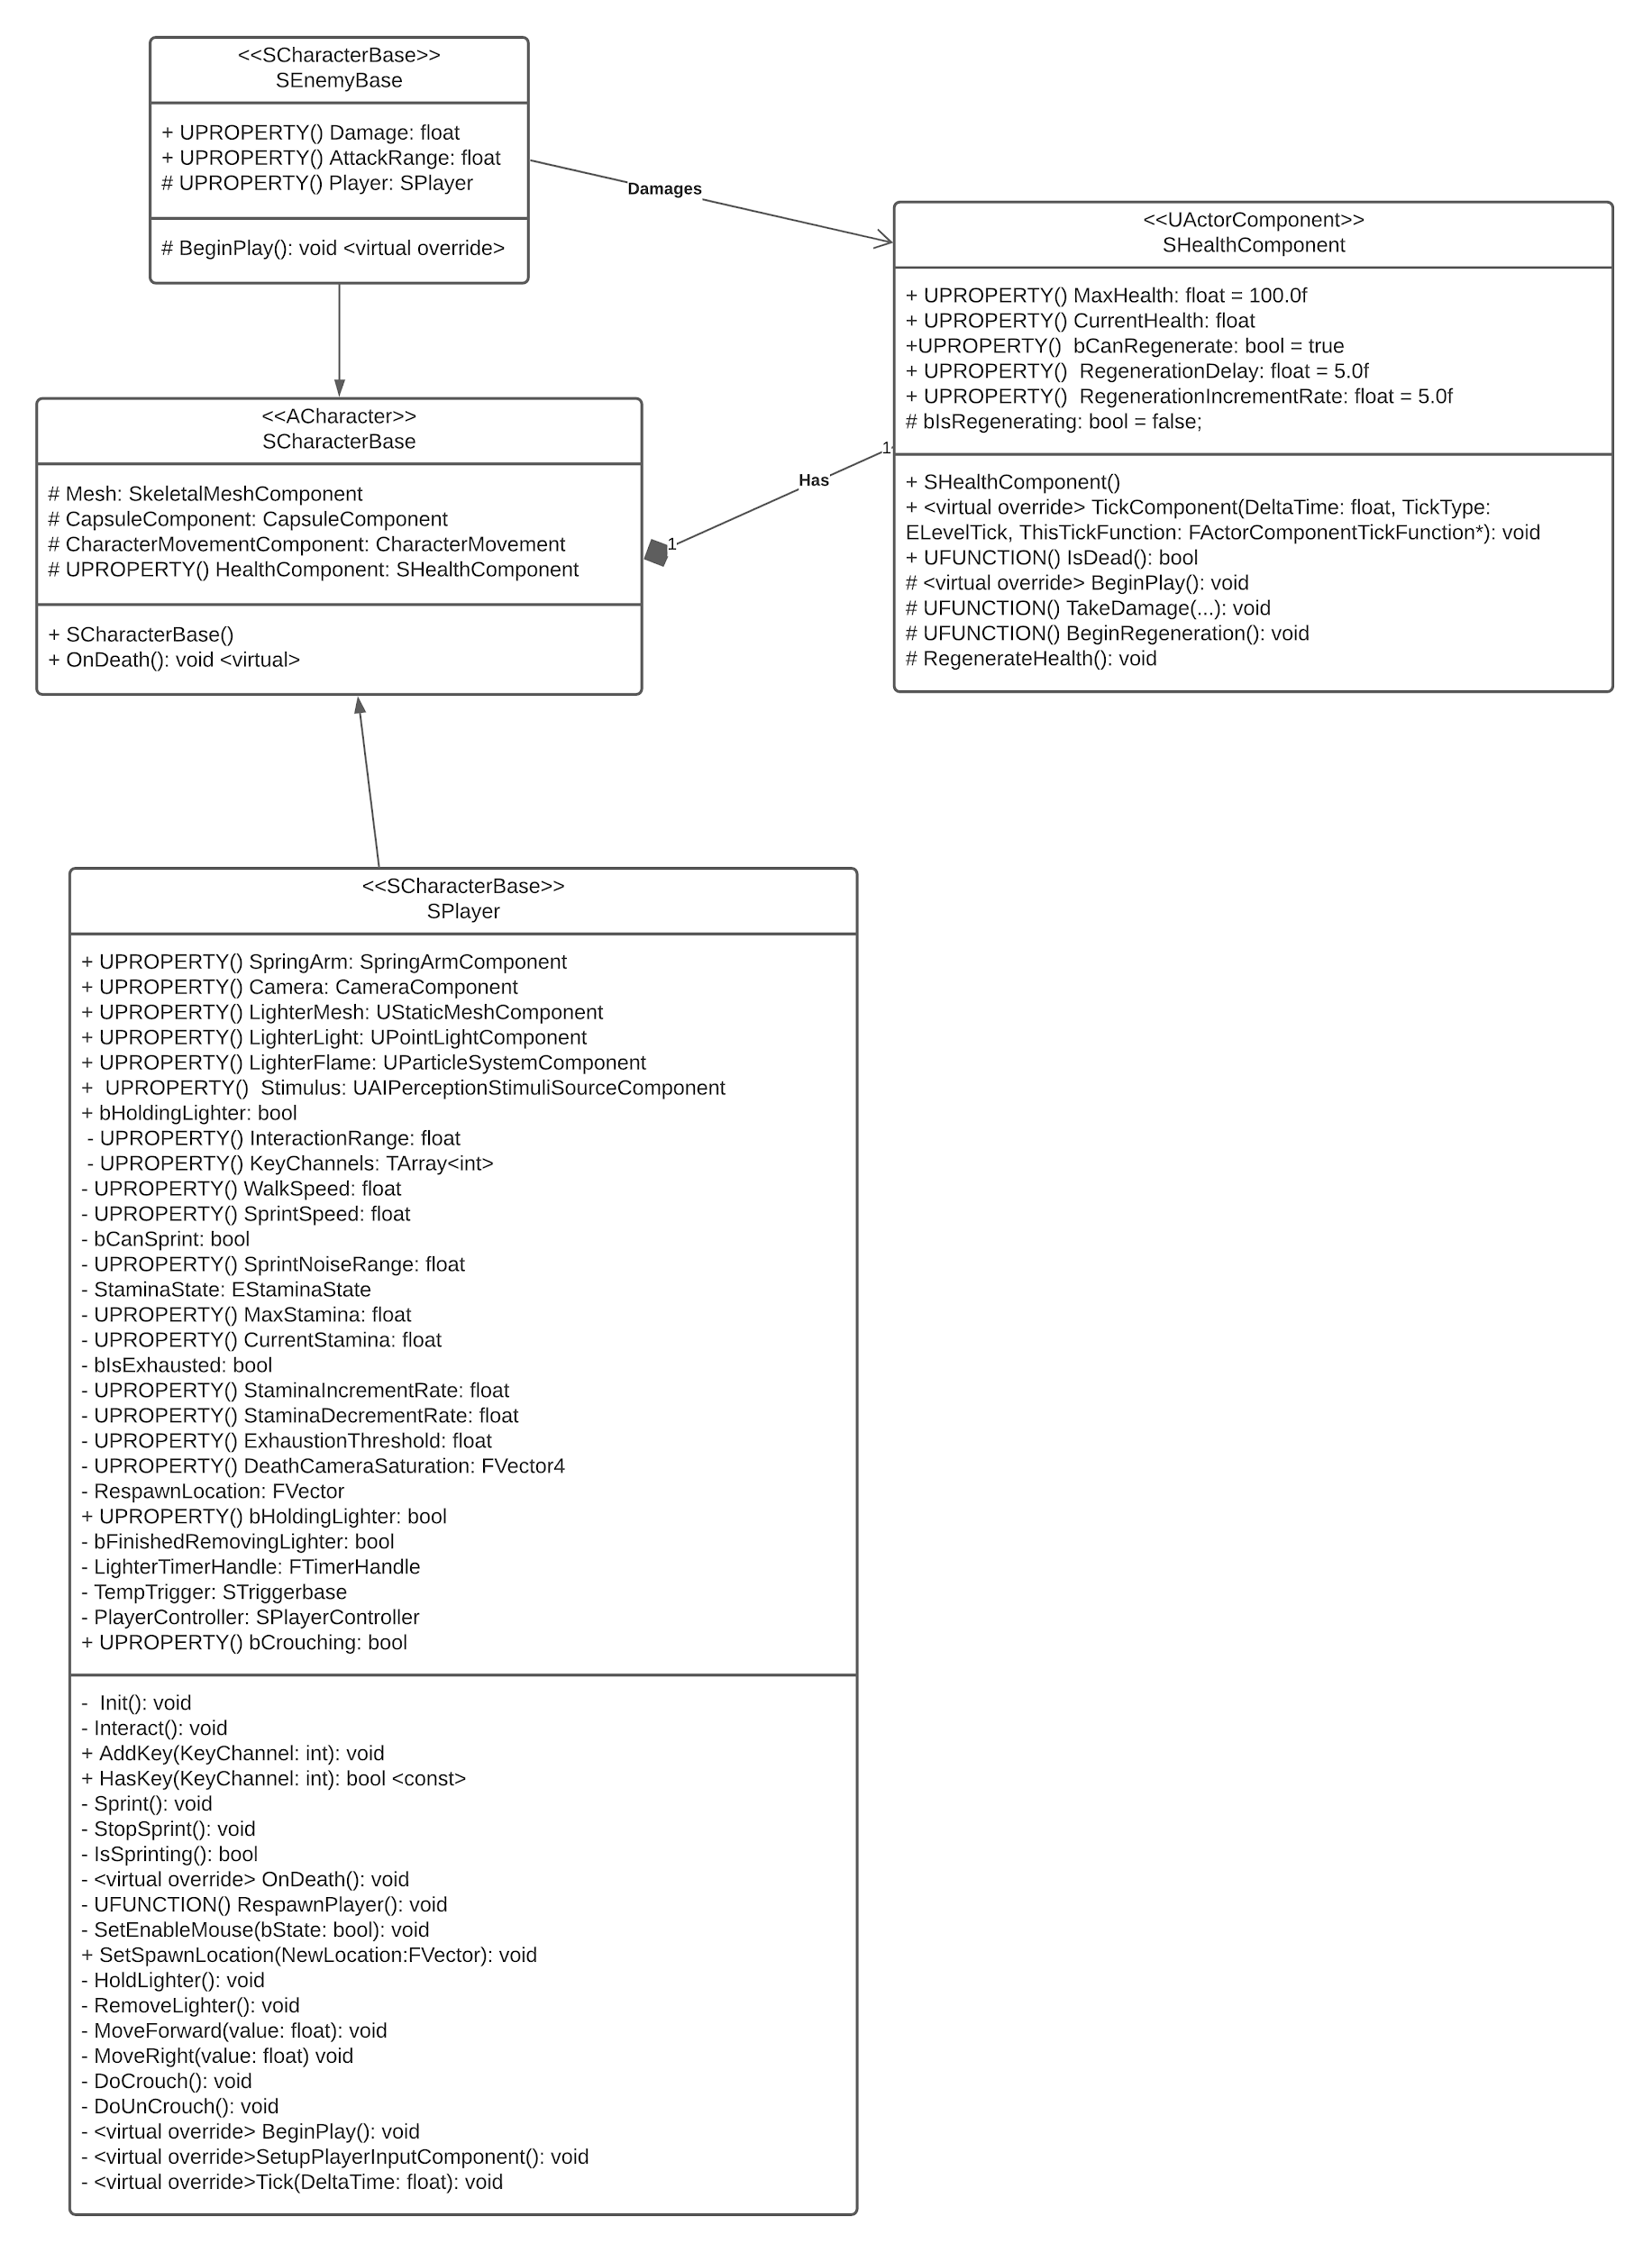 <<SCharacterBase>>
SEnemyBase
+ UPROPERTY() Damage: float
+ UPROPERTY() AttackRange: float
# UPROPERTY() Player: SPlayer
# BeginPlay(): void <virtual override>
Damages
<<UActorComponent>>
SHealthComponent
+ UPROPERTY() MaxHealth: float = 100.0f
+ UPROPERTY() CurrentHealth: float
+UPROPERTY()  bCanRegenerate: bool = true
+ UPROPERTY()  RegenerationDelay: float = 5.0f
+ UPROPERTY()  RegenerationIncrementRate: float = 5.0f
# bIsRegenerating: bool = false;
+ SHealthComponent()
+ <virtual override> TickComponent(DeltaTime: float, TickType:
ELevelTick, ThisTickFunction: FActorComponentTickFunction*): void
+ UFUNCTION() IsDead(): bool
# <virtual override> BeginPlay(): void
# UFUNCTION() TakeDamage(...): void
# UFUNCTION() BeginRegeneration(): void
# RegenerateHealth(): void
1
Has
1
<<ACharacter>>
SCharacterBase
# Mesh: SkeletalMeshComponent
# CapsuleComponent: CapsuleComponent
# CharacterMovementComponent: CharacterMovement
# UPROPERTY() HealthComponent: SHealthComponent
+ SCharacterBase()
+ OnDeath(): void <virtual>
<<SCharacterBase>>
SPlayer
+ UPROPERTY() SpringArm: SpringArmComponent
+ UPROPERTY() Camera: CameraComponent
+ UPROPERTY() LighterMesh: UStaticMeshComponent
+ UPROPERTY() LighterLight: UPointLightComponent
+ UPROPERTY() LighterFlame: UParticleSystemComponent
+  UPROPERTY()  Stimulus: UAIPerceptionStimuliSourceComponent
+ bHoldingLighter: bool
- UPROPERTY() InteractionRange: float
- UPROPERTY() KeyChannels: TArray<int>
- UPROPERTY() WalkSpeed: float
- UPROPERTY() SprintSpeed: float
- bCanSprint: bool
- UPROPERTY() SprintNoiseRange: float
- StaminaState: EStaminaState
- UPROPERTY() MaxStamina: float
- UPROPERTY() CurrentStamina: float
- bIsExhausted: bool
- UPROPERTY() StaminaIncrementRate: float
- UPROPERTY() StaminaDecrementRate: float
- UPROPERTY() ExhaustionThreshold: float
- UPROPERTY() DeathCameraSaturation: FVector4
- RespawnLocation: FVector
+ UPROPERTY() bHoldingLighter: bool
- bFinishedRemovingLighter: bool
- LighterTimerHandle: FTimerHandle
- TempTrigger: STriggerbase
- PlayerController: SPlayerController
+ UPROPERTY() bCrouching: bool
-  Init(): void
- Interact(): void
+ AddKey(KeyChannel: int): void
+ HasKey(KeyChannel: int): bool <const>
- Sprint(): void
- StopSprint(): void
- IsSprinting(): bool
- <virtual override> OnDeath(): void
- UFUNCTION() RespawnPlayer(): void
- SetEnableMouse(bState: bool): void
+ SetSpawnLocation(NewLocation:FVector): void
- HoldLighter(): void
- RemoveLighter(): void
- MoveForward(value: float): void
- MoveRight(value: float) void
- DoCrouch(): void
- DoUnCrouch(): void
- <virtual override> BeginPlay(): void
- <virtual override>SetupPlayerInputComponent(): void
- <virtual override>Tick(DeltaTime: float): void